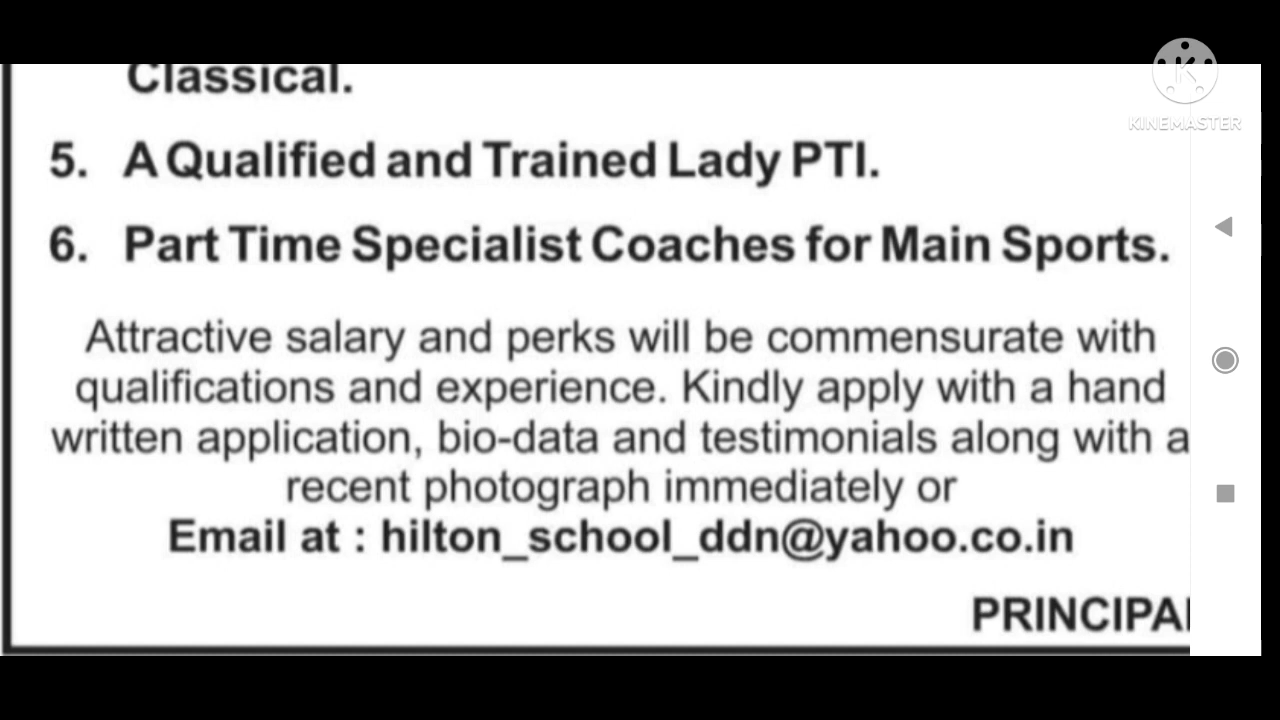 Classical.
5. A Qualified and Trained Lady PTI.
6. Part Time Specialist Coaches for Main Sports.
Attractive salary and perks will be commensurate with
qualifications and experience. Kindly apply with a hand
written application, bio-data and testimonials along with a
recent photograph immediately or
Email at : hilton_school_ddn@yahoo.co.in
PRINCIPAL
KINEMASTER